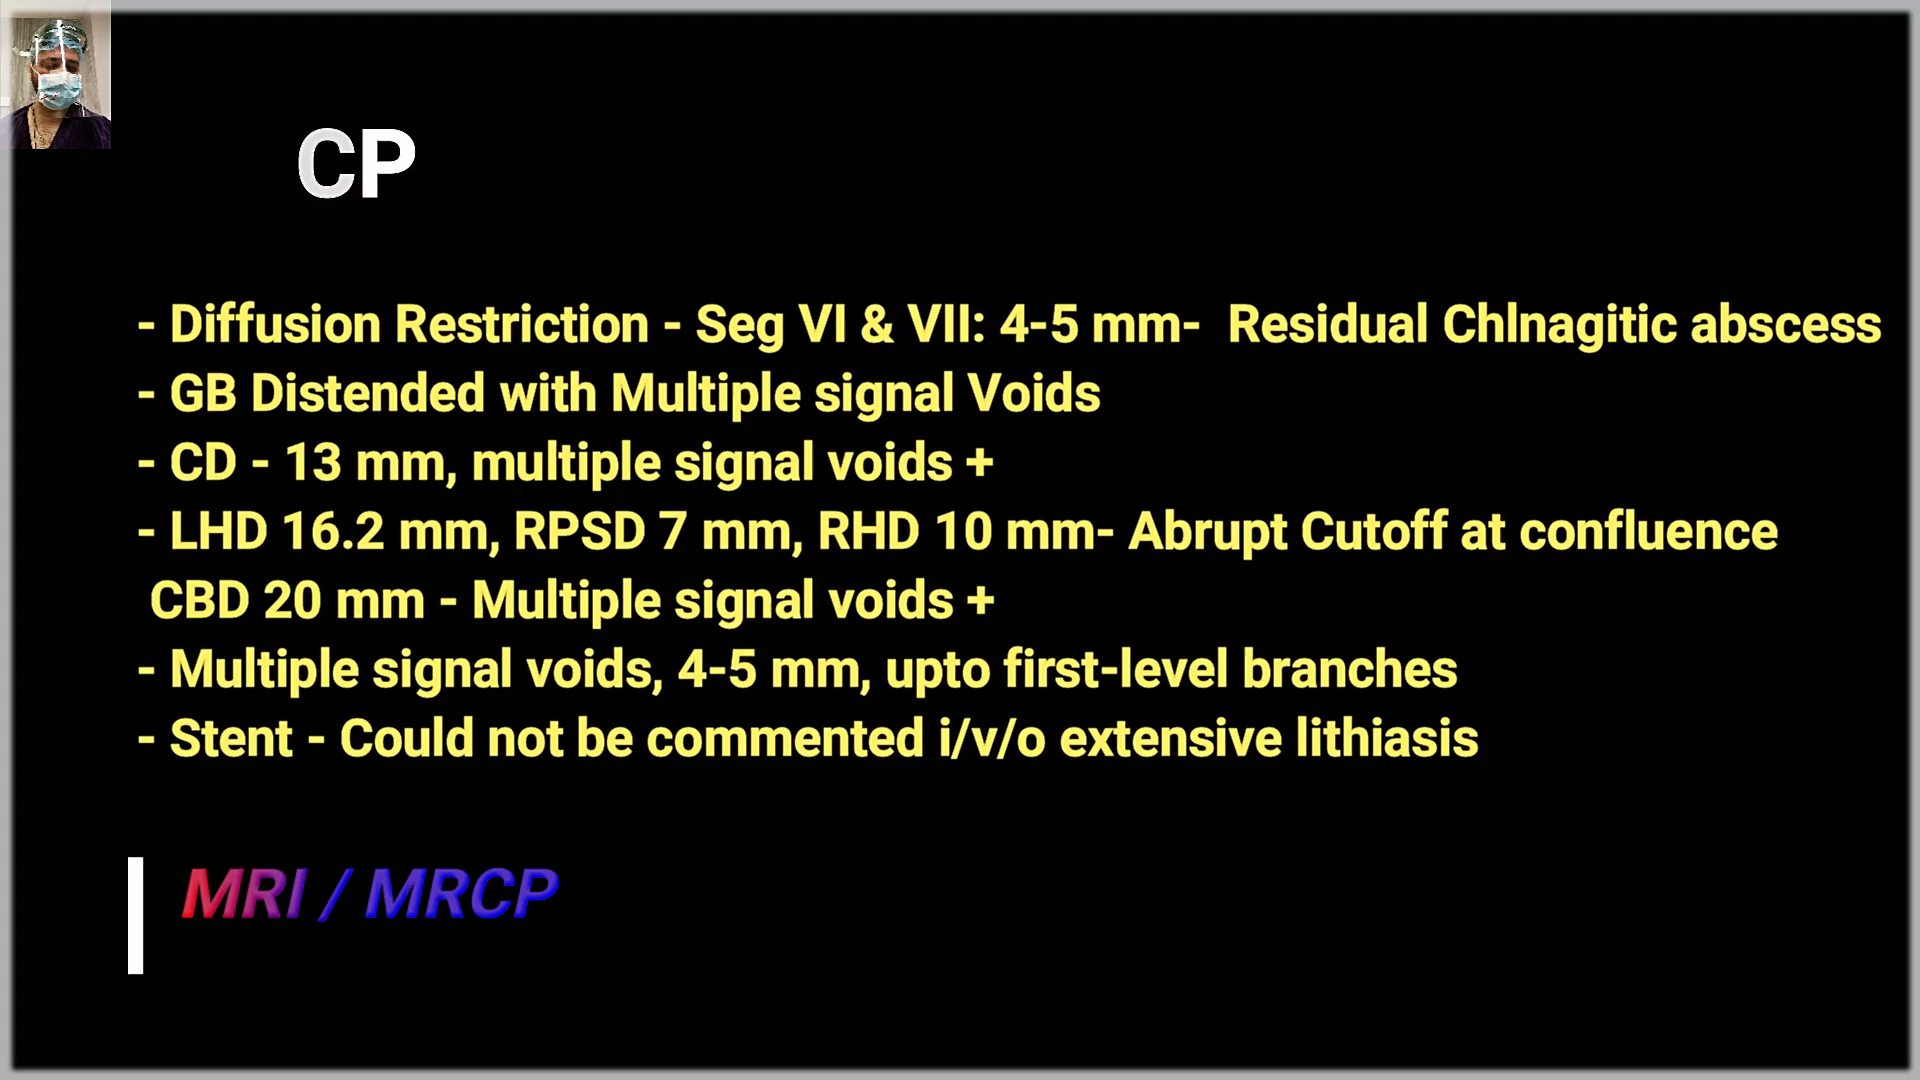 CP
- Diffusion Restriction - Seg VI & VII: 4-5 mm- Residual Chlnagitic abscess
- GB Distended with Multiple signal Voids
- CD - 13 mm, multiple signal voids +
- LHD 16.2 mm, RPSD 7 mm, RHD 10 mm- Abrupt Cutoff at confluence
CBD 20 mm - Multiple signal voids +
- Multiple signal voids, 4-5 mm, upto first-level branches
- Stent - Could not be commented i/v/o extensive lithiasis
MRI / MRCP